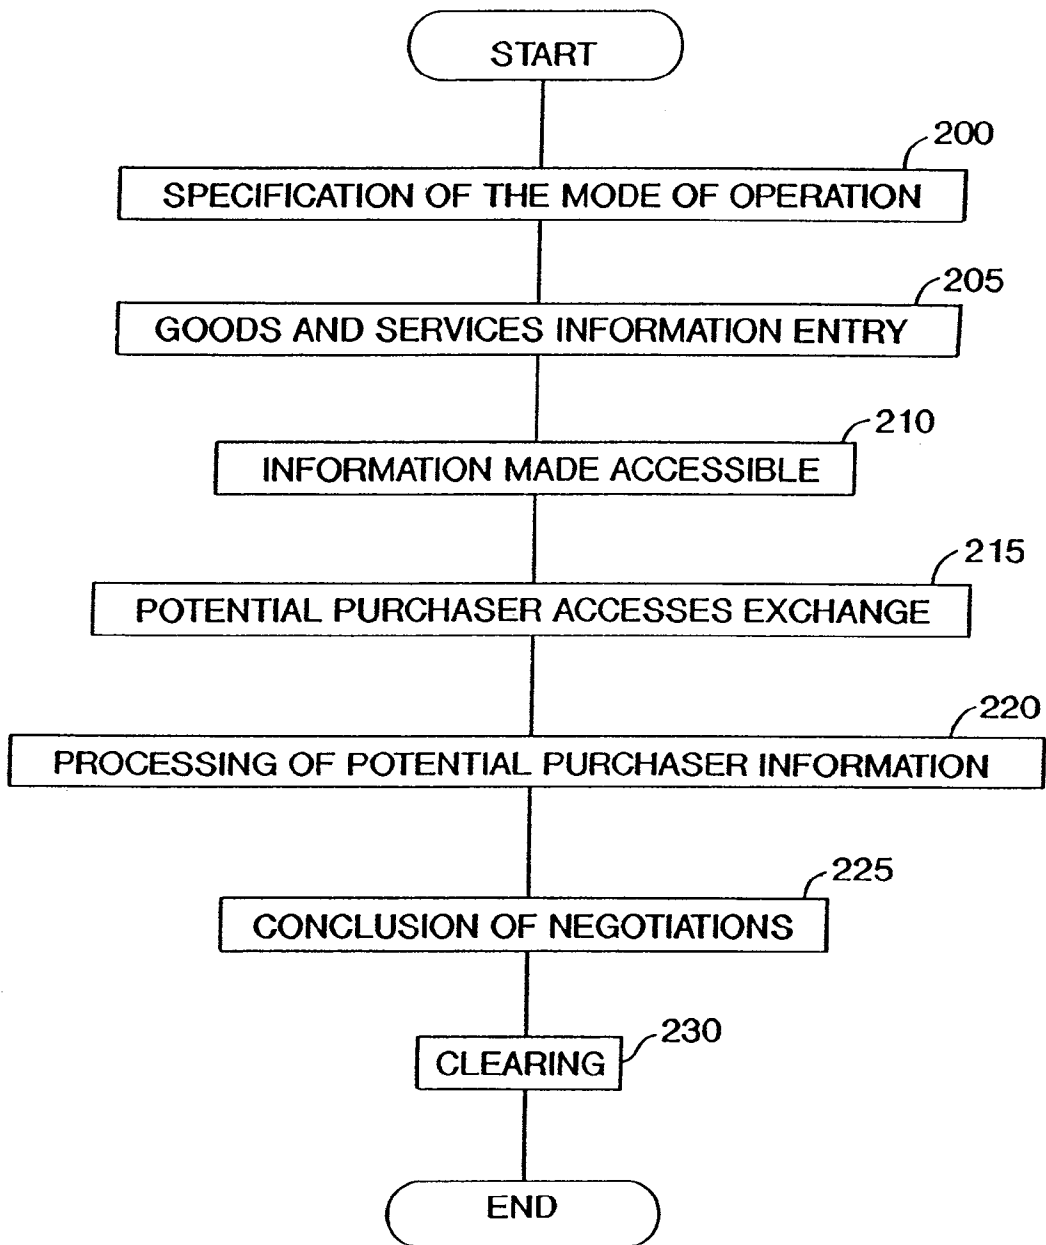 START
200
SPECIFICATION OF THE MODE OF OPERATION
205
GOODS AND SERVICES INFORMATION ENTRY
210
INFORMATION MADE ACCESSIBLE
215
POTENTIAL PURCHASER ACCESSES EXCHANGE
220
PROCESSING OF POTENTIAL PURCHASER INFORMATION
225
CONCLUSION OF NEGOTIATIONS
230
CLEARING
END